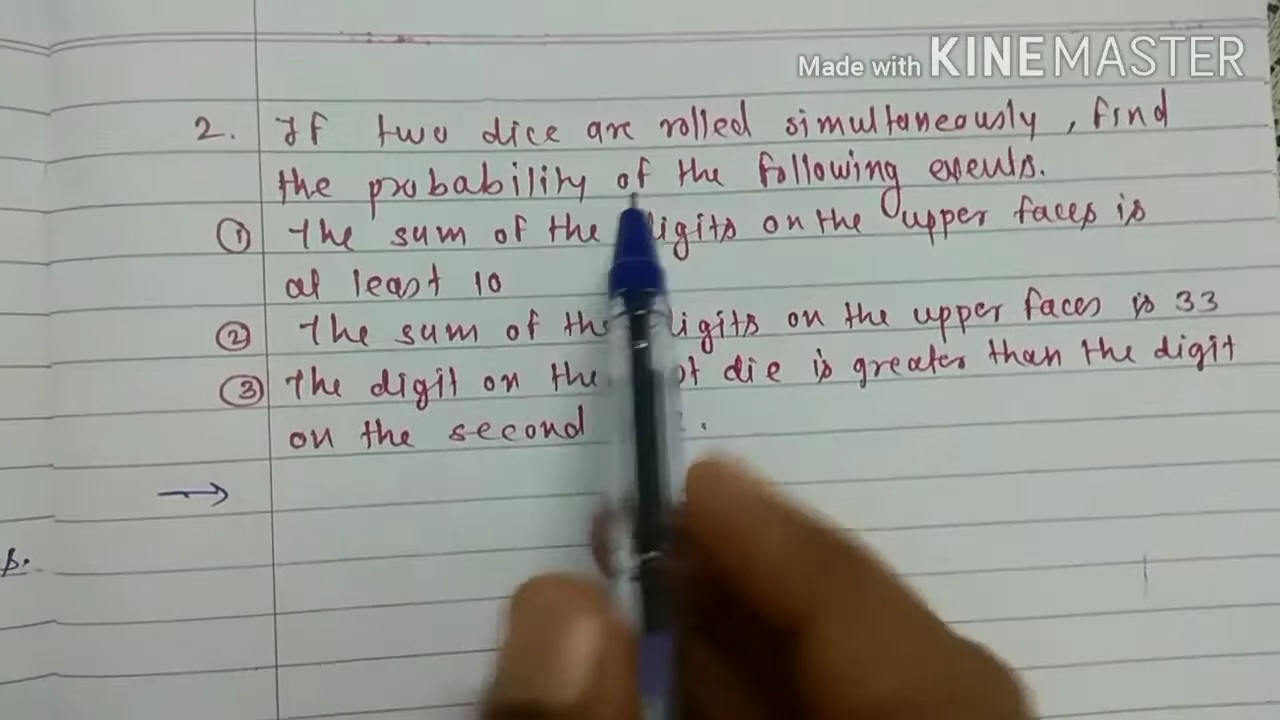 Made with KINEMASTER
2. If two dice are rolled simultaneously, find
the probability of the following events.
① The sum of the digits on the upper faces is
at least 10
② The sum of the digits on the upper faces is 33
③ The digit on the die is greater than the digit
on the second .
→
b.